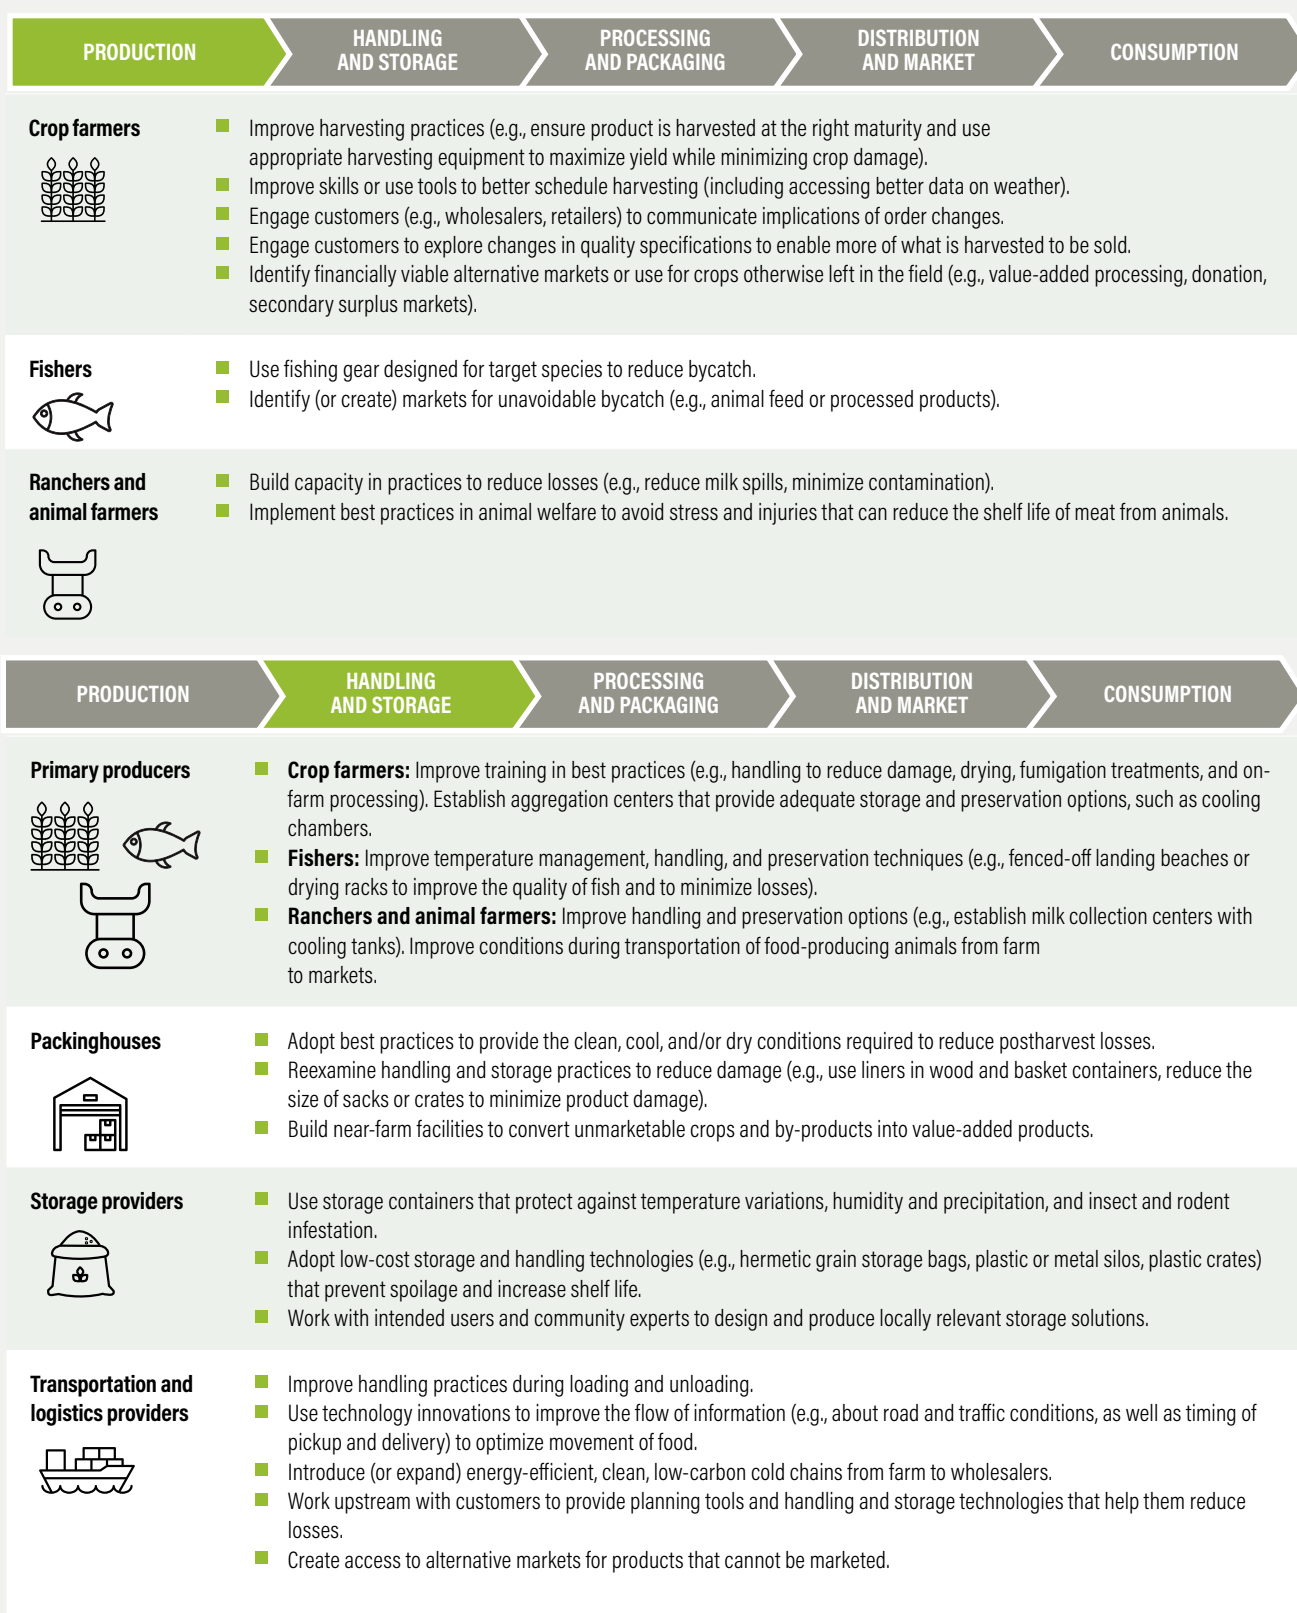 PRODUCTION
HANDLING
AND STORAGE
PROCESSING
AND PACKAGING
DISTRIBUTION
AND MARKET
CONSUMPTION
Crop farmers
Improve harvesting practices (e.g., ensure product is harvested at the right maturity and use
appropriate harvesting equipment to maximize yield while minimizing crop damage).
Improve skills or use tools to better schedule harvesting (including accessing better data on weather).
Engage customers (e.g., wholesalers, retailers) to communicate implications of order changes.
Engage customers to explore changes in quality specifications to enable more of what is harvested to be sold.
Identify financially viable alternative markets or use for crops otherwise left in the field (e.g., value-added processing, donation,
secondary surplus markets).
Fishers
Use fishing gear designed for target species to reduce bycatch.
Identify (or create) markets for unavoidable bycatch (e.g., animal feed or processed products).
Ranchers and
animal farmers
Build capacity in practices to reduce losses (e.g., reduce milk spills, minimize contamination).
Implement best practices in animal welfare to avoid stress and injuries that can reduce the shelf life of meat from animals.
PRODUCTION
HANDLING
AND STORAGE
PROCESSING
AND PACKAGING
DISTRIBUTION
AND MARKET
CONSUMPTION
Primary producers
Crop farmers: Improve training in best practices (e.g., handling to reduce damage, drying, fumigation treatments, and on-
farm processing). Establish aggregation centers that provide adequate storage and preservation options, such as cooling
chambers.
Fishers: Improve temperature management, handling, and preservation techniques (e.g., fenced-off landing beaches or
drying racks to improve the quality of fish and to minimize losses).
Ranchers and animal farmers: Improve handling and preservation options (e.g., establish milk collection centers with
cooling tanks). Improve conditions during transportation of food-producing animals from farm
to markets.
Packinghouses
Adopt best practices to provide the clean, cool, and/or dry conditions required to reduce postharvest losses.
Reexamine handling and storage practices to reduce damage (e.g., use liners in wood and basket containers, reduce the
size of sacks or crates to minimize product damage).
Build near-farm facilities to convert unmarketable crops and by-products into value-added products.
Storage providers
Use storage containers that protect against temperature variations, humidity and precipitation, and insect and rodent
infestation.
Adopt low-cost storage and handling technologies (e.g., hermetic grain storage bags, plastic or metal silos, plastic crates)
that prevent spoilage and increase shelf life.
Work with intended users and community experts to design and produce locally relevant storage solutions.
Transportation and
logistics providers
Improve handling practices during loading and unloading.
Use technology innovations to improve the flow of information (e.g., about road and traffic conditions, as well as timing of
pickup and delivery) to optimize movement of food.
Introduce (or expand) energy-efficient, clean, low-carbon cold chains from farm to wholesalers.
Work upstream with customers to provide planning tools and handling and storage technologies that help them reduce
losses.
Create access to alternative markets for products that cannot be marketed.